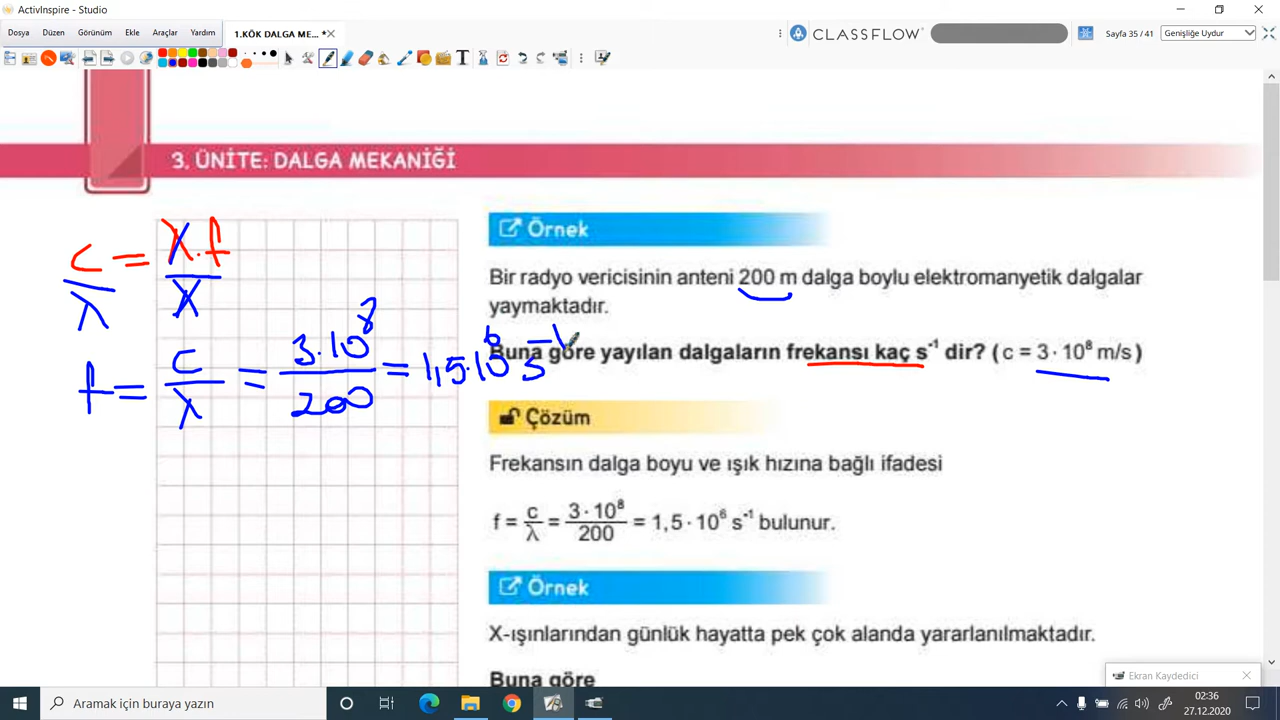 ActivInspire - Studio
Dosya Düzen Görünüm Ekle Araçlar Yardım
1.KÖK DALGA ME... *
CLASSFLOW
Sayfa 35 / 41
Genişliğe Uydur
3. ÜNİTE: DALGA MEKANİĞİ
c = λ.f
λ λ
f = c/λ = 3.10⁸/200 = 1,5.10⁶ s⁻¹
Örnek
Bir radyo vericisinin anteni 200 m dalga boylu elektromanyetik dalgalar
yaymaktadır.
Buna göre yayılan dalgaların frekansı kaç s⁻¹ dir? ( c = 3 · 10⁸ m/s )
Çözüm
Frekansın dalga boyu ve ışık hızına bağlı ifadesi
f = c/λ = 3 · 10⁸/200 = 1,5 · 10⁶ s⁻¹ bulunur.
Örnek
X-ışınlarından günlük hayatta pek çok alanda yararlanılmaktadır.
Buna göre
Ekran Kaydedici
Aramak için buraya yazın
02:36
27.12.2020